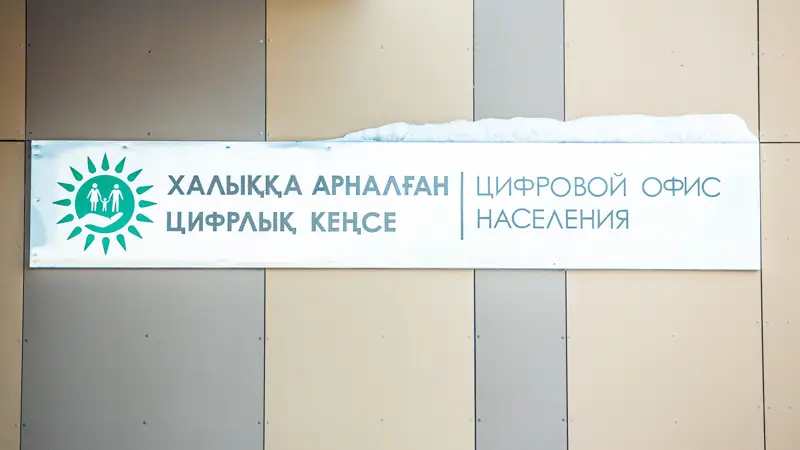 ХАЛЫҚҚА АРНАЛҒАН
ЦИФРЛЫҚ КЕҢСЕ
ЦИФРОВОЙ ОФИС
НАСЕЛЕНИЯ